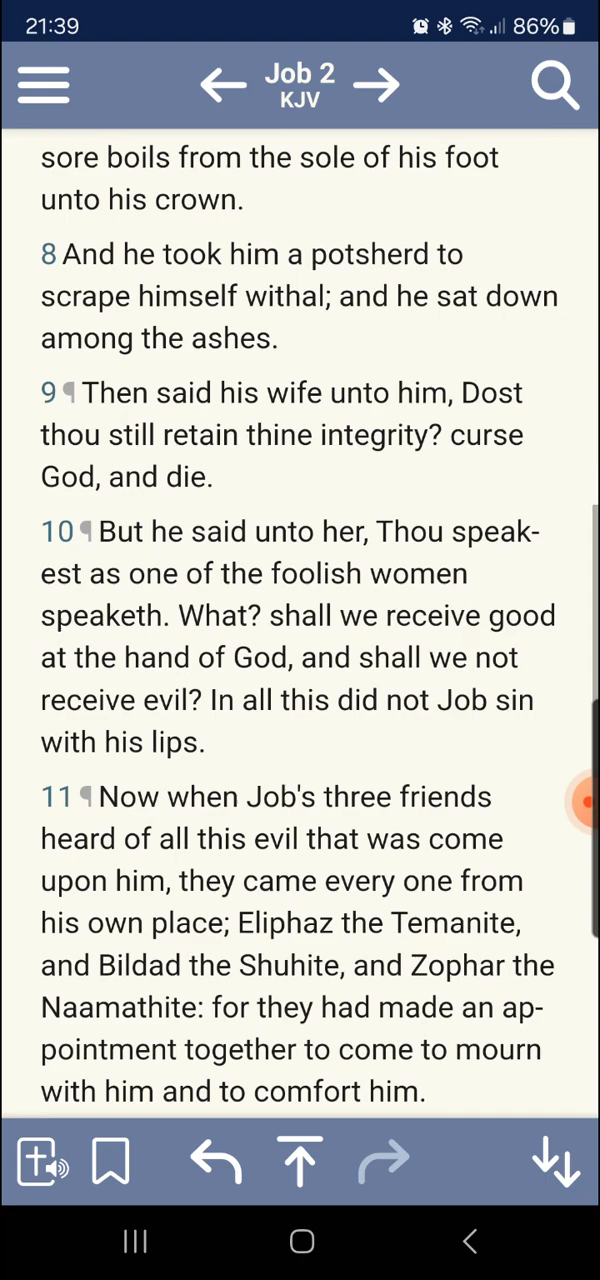 21:39
86%
Job 2
KJV
sore boils from the sole of his foot
unto his crown.
8 And he took him a potsherd to
scrape himself withal; and he sat down
among the ashes.
9 ¶ Then said his wife unto him, Dost
thou still retain thine integrity? curse
God, and die.
10 ¶ But he said unto her, Thou speak-
est as one of the foolish women
speaketh. What? shall we receive good
at the hand of God, and shall we not
receive evil? In all this did not Job sin
with his lips.
11 ¶ Now when Job's three friends
heard of all this evil that was come
upon him, they came every one from
his own place; Eliphaz the Temanite,
and Bildad the Shuhite, and Zophar the
Naamathite: for they had made an ap-
pointment together to come to mourn
with him and to comfort him.